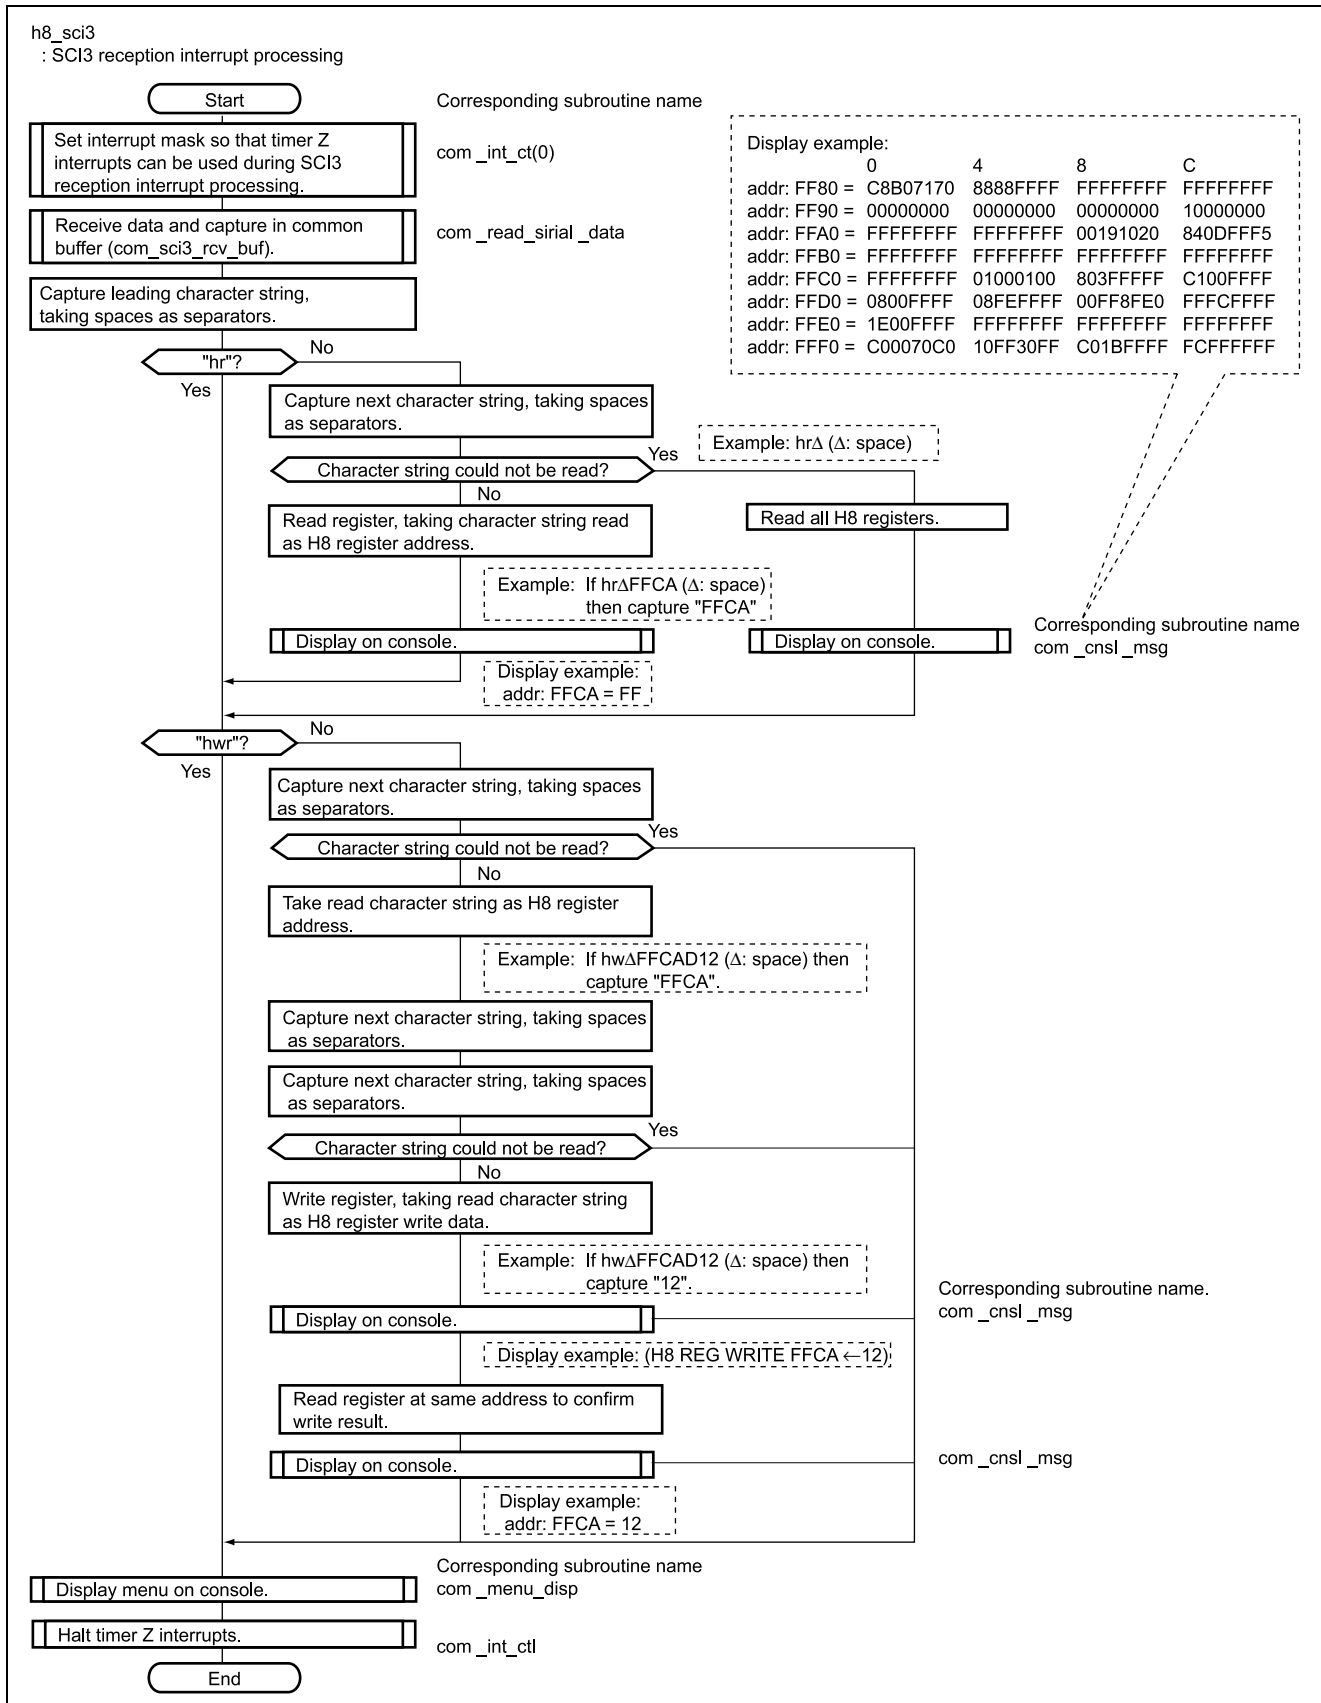 h8_sci3
: SCI3 reception interrupt processing
Start
Corresponding subroutine name
Set interrupt mask so that timer Z
interrupts can be used during SCI3
reception interrupt processing.
com _int_ct(0)
Receive data and capture in common
buffer (com_sci3_rcv_buf).
com _read_sirial _data
Capture leading character string,
taking spaces as separators.
Display example:
0 4 8 C
addr: FF80 = C8B07170 8888FFFF FFFFFFFF FFFFFFFF
addr: FF90 = 00000000 00000000 00000000 10000000
addr: FFA0 = FFFFFFFF FFFFFFFF 00191020 840DFFF5
addr: FFB0 = FFFFFFFF FFFFFFFF FFFFFFFF FFFFFFFF
addr: FFC0 = FFFFFFFF 01000100 803FFFFF C100FFFF
addr: FFD0 = 0800FFFF 08FEFFFF 00FF8FE0 FFFCFFFF
addr: FFE0 = 1E00FFFF FFFFFFFF FFFFFFFF FFFFFFFF
addr: FFF0 = C00070C0 10FF30FF C01BFFFF FCFFFFFF
"hr"?
No
Yes
Capture next character string, taking spaces
as separators.
Example: hrΔ (Δ: space)
Character string could not be read?
Yes
No
Read register, taking character string read
as H8 register address.
Read all H8 registers.
Example: If hrΔFFCA (Δ: space)
then capture "FFCA"
Display on console.
Display on console.
Corresponding subroutine name
com _cnsl _msg
Display example:
addr: FFCA = FF
"hwr"?
No
Yes
Capture next character string, taking spaces
as separators.
Character string could not be read?
Yes
No
Take read character string as H8 register
address.
Example: If hwΔFFCAD12 (Δ: space) then
capture "FFCA".
Capture next character string, taking spaces
as separators.
Capture next character string, taking spaces
as separators.
Character string could not be read?
Yes
No
Write register, taking read character string
as H8 register write data.
Example: If hwΔFFCAD12 (Δ: space) then
capture "12".
Corresponding subroutine name.
com _cnsl _msg
Display on console.
Display example: (H8 REG WRITE FFCA ←12)
Read register at same address to confirm
write result.
Display on console.
com _cnsl _msg
Display example:
addr: FFCA = 12
Corresponding subroutine name
Display menu on console.
com _menu_disp
Halt timer Z interrupts.
com _int_ctl
End